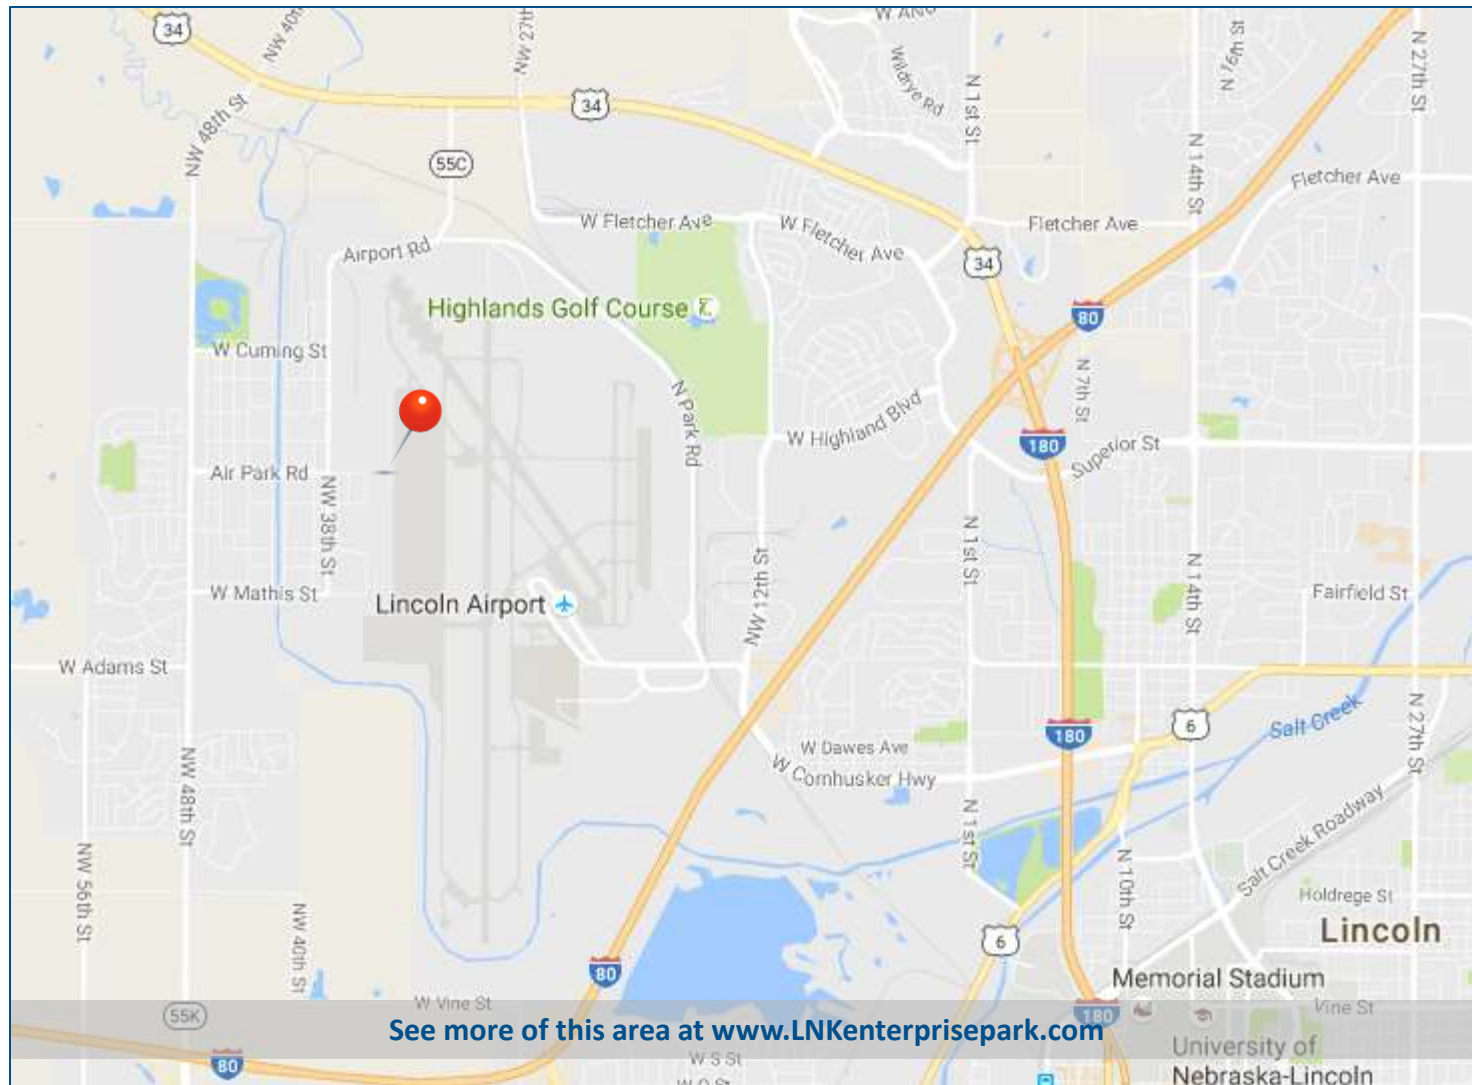 W ANU
34
NW 40th
NW 27th
Wildrye Rd
N 1st St
N 16th St
N 27th St
34
NW 48th St
55C
N 14th St
Fletcher Ave
W Fletcher Ave
W Fletcher Ave
Fletcher Ave
Airport Rd
34
Highlands Golf Course
80
W Cuming St
N 7th St
N Park Rd
W Highland Blvd
180
Superior St
Air Park Rd
NW 38th St
N 1st St
NW 12th St
N 14th St
W Mathis St
Lincoln Airport
Fairfield St
W Adams St
N 27th St
Salt Creek
6
180
W Dawes Ave
W Cornhusker Hwy
NW 48th St
N 1st St
Salt Creek Roadway
NW 56th St
N 10th St
Holdrege St
NW 40th St
Lincoln
6
80
Memorial Stadium
W Vine St
55K
180
Vine St
See more of this area at www.LNKenterprisepark.com
University of
Nebraska-Lincoln
80
W S St